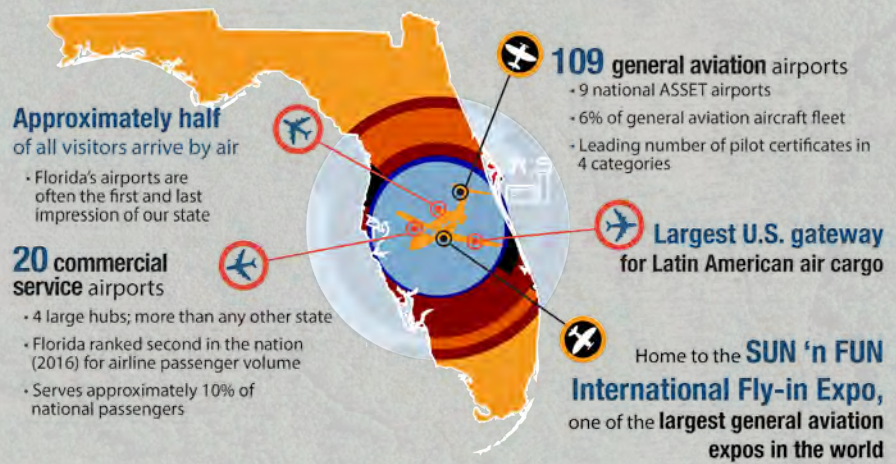 Approximately half
of all visitors arrive by air
• Florida's airports are
often the first and last
impression of our state
20 commercial
service airports
• 4 large hubs; more than any other state
• Florida ranked second in the nation
(2016) for airline passenger volume
• Serves approximately 10% of
national passengers
109 general aviation airports
• 9 national ASSET airports
• 6% of general aviation aircraft fleet
• Leading number of pilot certificates in
4 categories
Largest U.S. gateway
for Latin American air cargo
Home to the SUN 'n FUN
International Fly-in Expo,
one of the largest general aviation
expos in the world